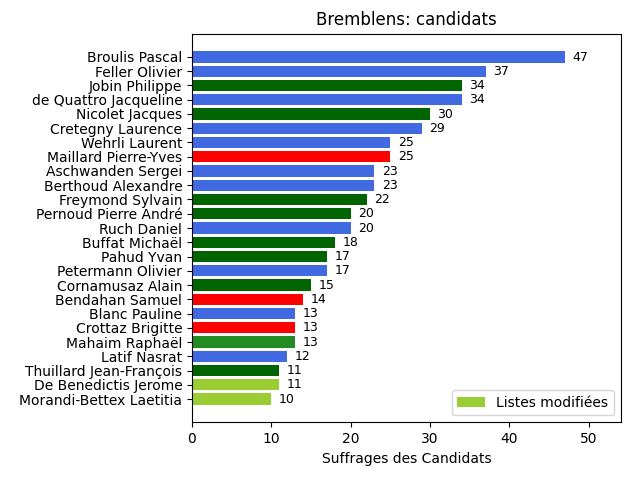 Bremblens: candidats
Broulis Pascal 47
Feller Olivier 37
Jobin Philippe 34
de Quattro Jacqueline 34
Nicolet Jacques 30
Cretegny Laurence 29
Wehrli Laurent 25
Maillard Pierre-Yves 25
Aschwanden Sergei 23
Berthoud Alexandre 23
Freymond Sylvain 22
Pernoud Pierre André 20
Ruch Daniel 20
Buffat Michaël 18
Pahud Yvan 17
Petermann Olivier 17
Cornamusaz Alain 15
Bendahan Samuel 14
Blanc Pauline 13
Crottaz Brigitte 13
Mahaim Raphaël 13
Latif Nasrat 12
Thuillard Jean-François 11
De Benedictis Jerome 11
Morandi-Bettex Laetitia 10
Listes modifiées
0 10 20 30 40 50
Suffrages des Candidats